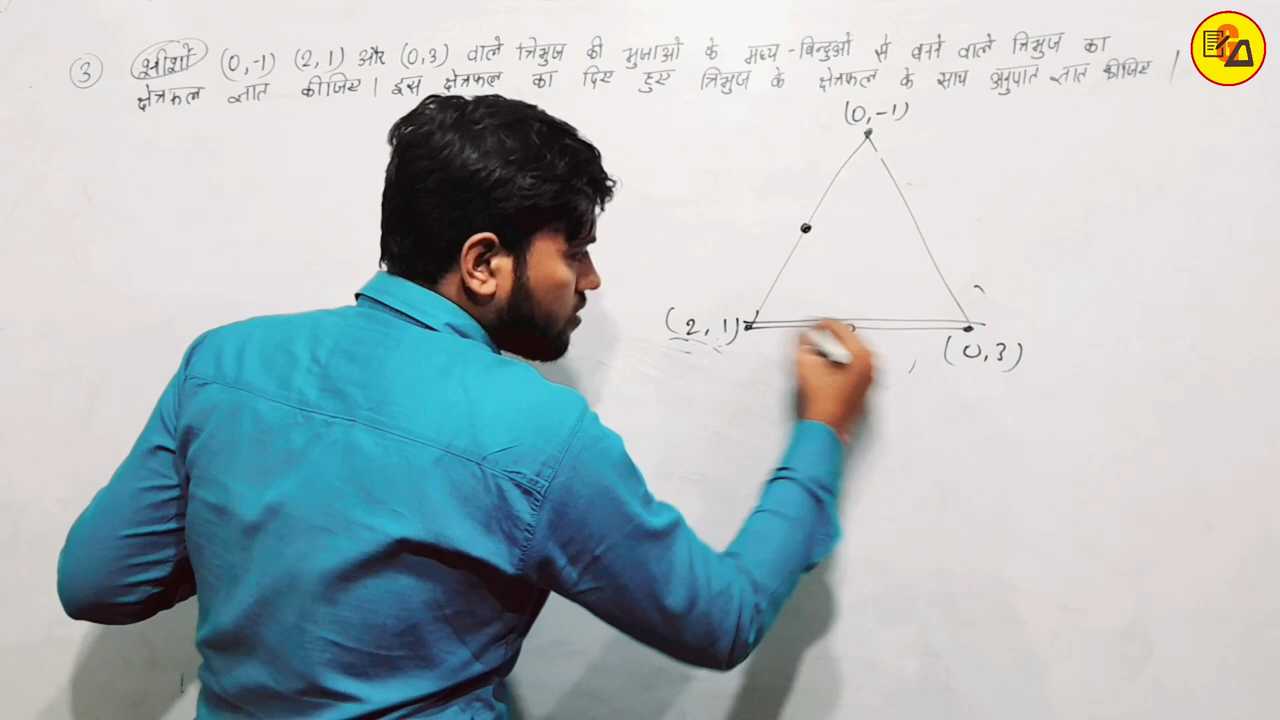 ③ शीर्षों (0,-1) (2,1) और (0,3) वाले त्रिभुज की भुजाओं के मध्य-बिन्दुओं से बनने वाले त्रिभुज का
क्षेत्रफल ज्ञात कीजिए। इस क्षेत्रफल का दिए हुए त्रिभुज के क्षेत्रफल के साथ अनुपात ज्ञात कीजिए।
(0,-1)
(2,1)
(0,3)